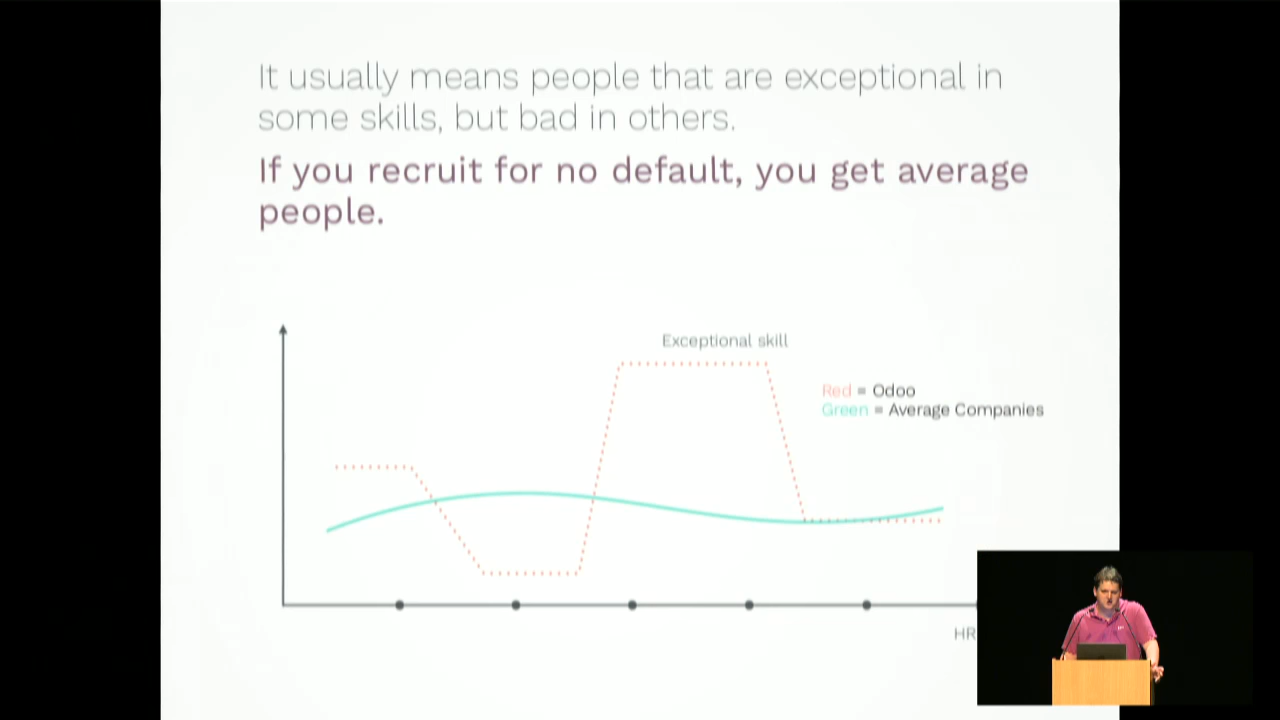 It usually means people that are exceptional in
some skills, but bad in others.
If you recruit for no default, you get average
people.
Exceptional skill
Red = Odoo
Green = Average Companies
HR